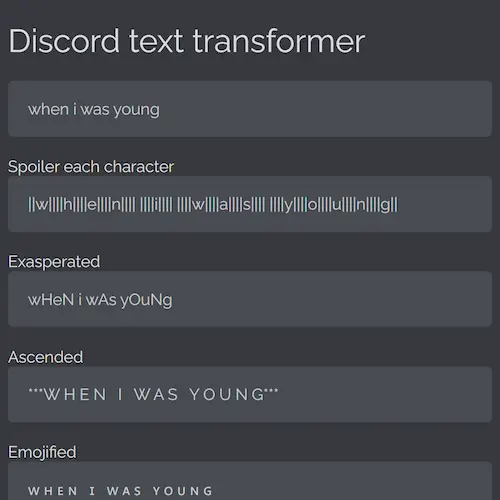 Discord text transformer
when i was young
Spoiler each character
||w||||h||||e||||n|||| ||||i|||| ||||w||||a||||s|||| ||||y||||o||||u||||n||||g||
Exasperated
wHeN i wAs yOuNg
Ascended
***W H E N I W A S Y O U N G***
Emojified
W H E N I W A S Y O U N G